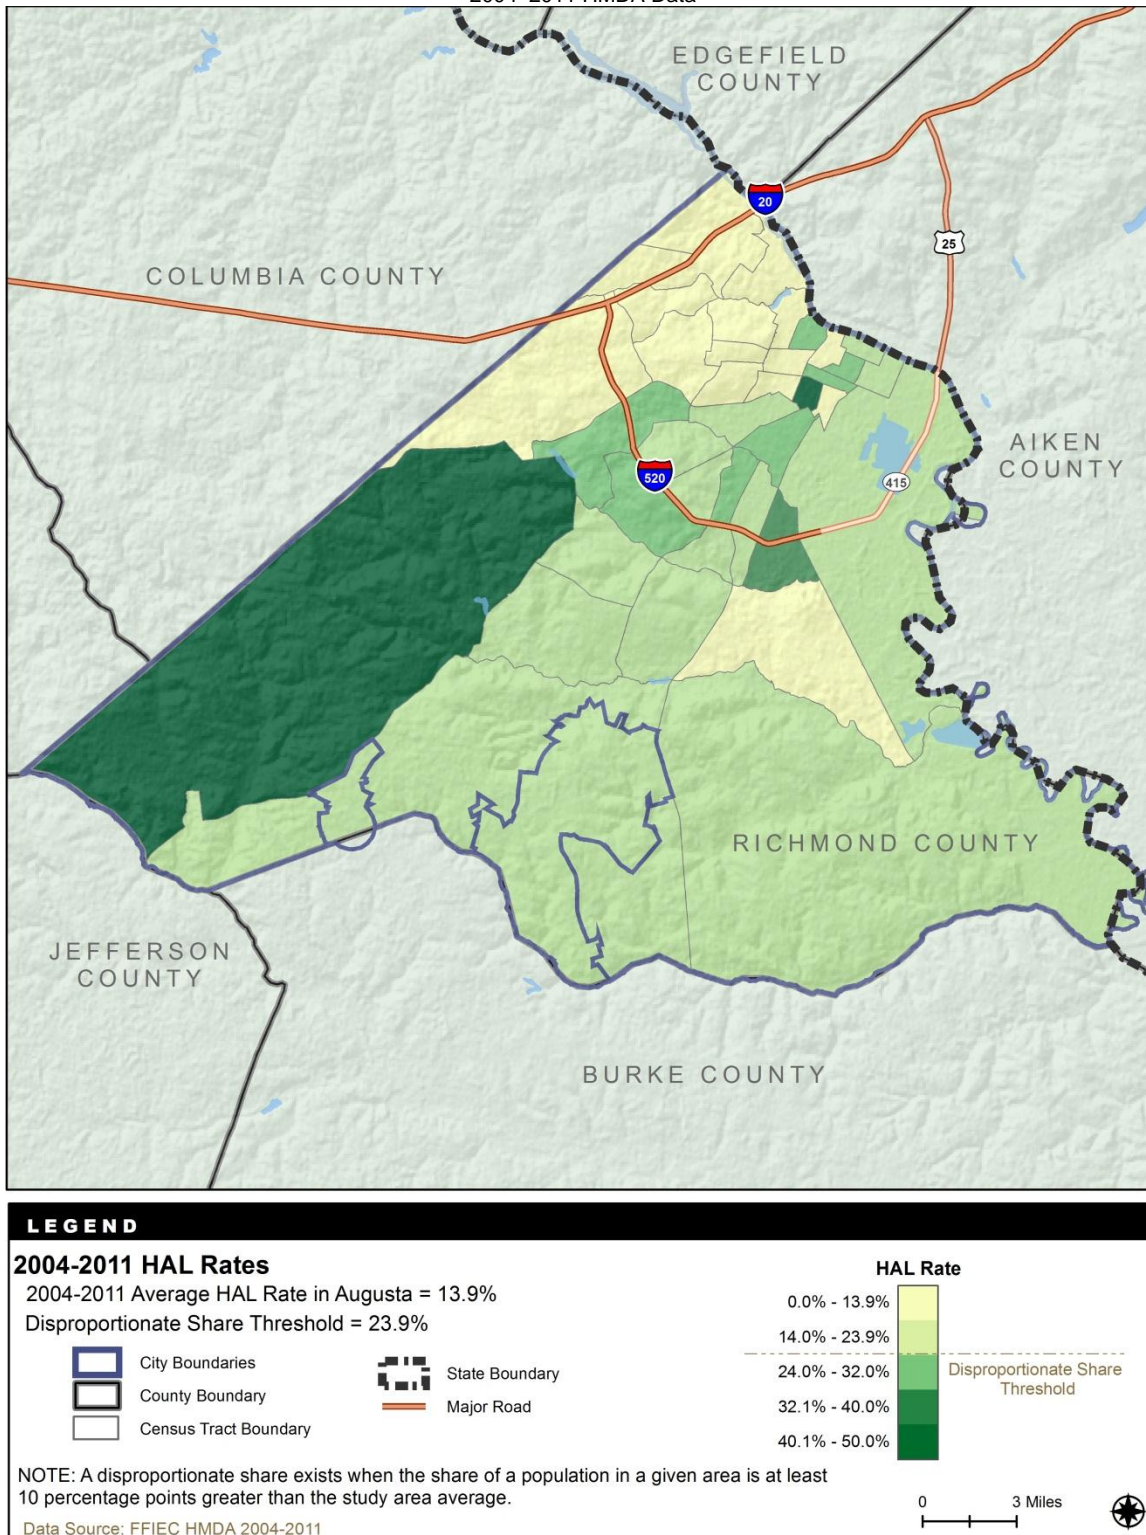 EDGEFIELD
COUNTY
20
25
COLUMBIA COUNTY
AIKEN
COUNTY
520
415
RICHMOND COUNTY
JEFFERSON
COUNTY
BURKE COUNTY
LEGEND
2004-2011 HAL Rates
2004-2011 Average HAL Rate in Augusta = 13.9%
Disproportionate Share Threshold = 23.9%
City Boundaries
County Boundary
Census Tract Boundary
State Boundary
Major Road
HAL Rate
0.0% - 13.9%
14.0% - 23.9%
24.0% - 32.0%
32.1% - 40.0%
40.1% - 50.0%
Disproportionate Share
Threshold
NOTE: A disproportionate share exists when the share of a population in a given area is at least
10 percentage points greater than the study area average.
Data Source: FFIEC HMDA 2004-2011
0 3 Miles